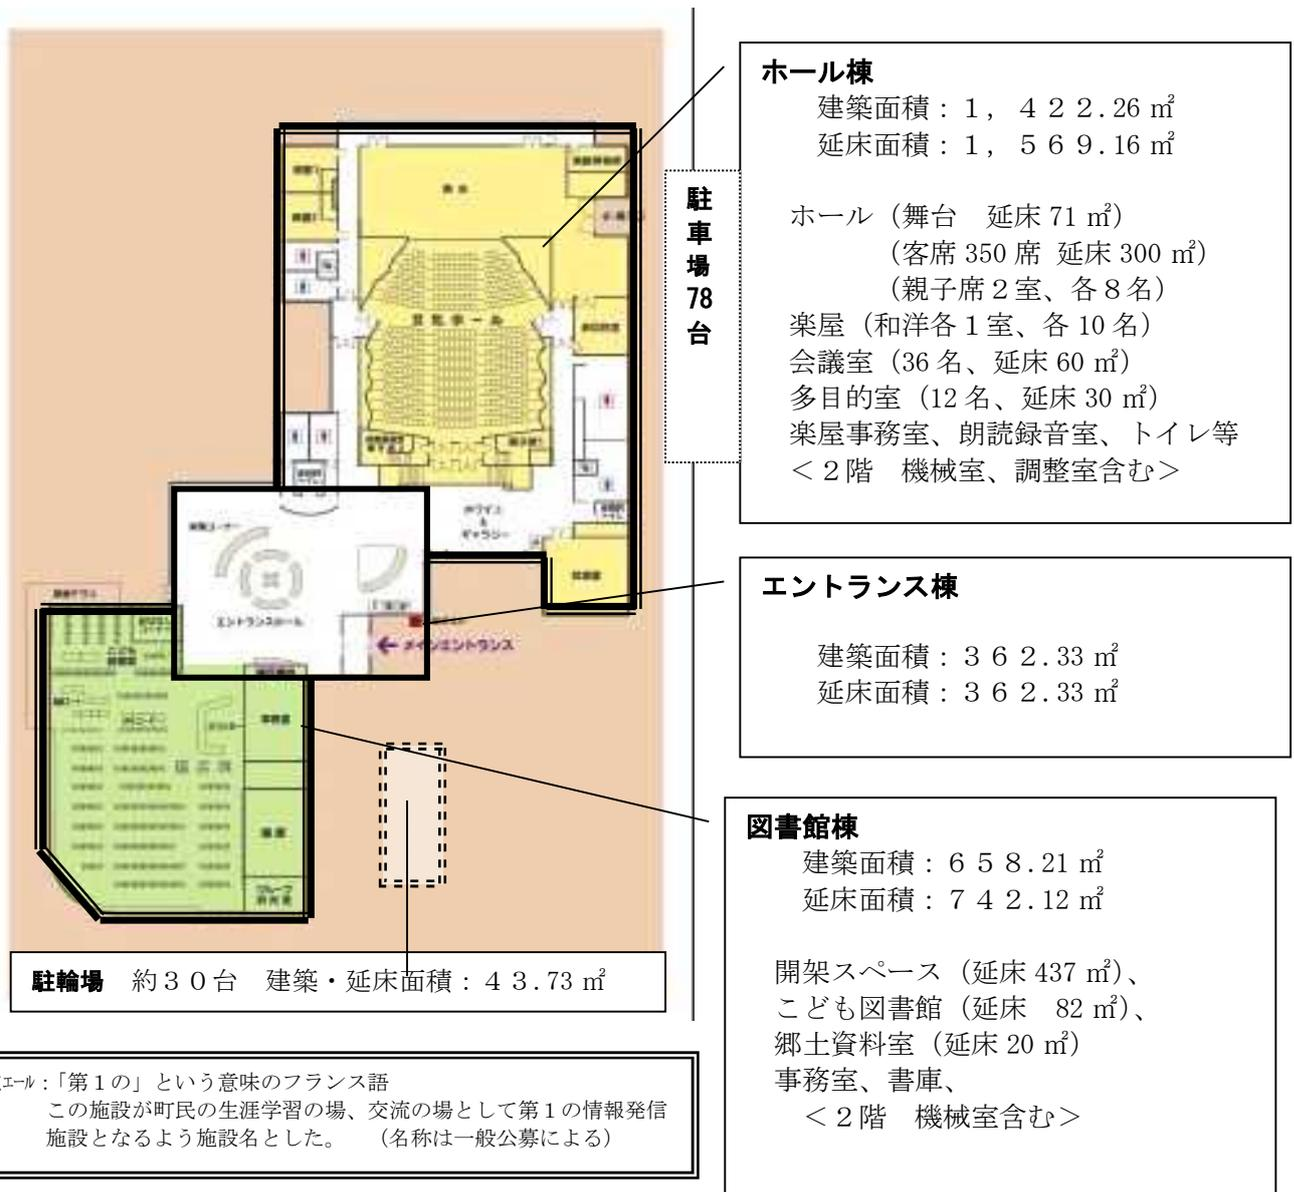 ホール棟
建築面積：１，４２２.26 ㎡
延床面積：１，５６９.16 ㎡
ホール（舞台　延床 71 ㎡）
（客席 350 席 延床 300 ㎡）
（親子席２室、各８名）
楽屋（和洋各１室、各 10 名）
会議室（36 名、延床 60 ㎡）
多目的室（12 名、延床 30 ㎡）
楽屋事務室、朗読録音室、トイレ等
＜２階　機械室、調整室含む＞
駐車場78台
エントランス棟
建築面積：３６２.33 ㎡
延床面積：３６２.33 ㎡
エントランスホール
メインエントランス
図書館棟
建築面積：６５８.21 ㎡
延床面積：７４２.12 ㎡
開架スペース（延床 437 ㎡）、
こども図書館（延床　82 ㎡）、
郷土資料室（延床 20 ㎡）
事務室、書庫、
＜２階　機械室含む＞
駐輪場　約３０台　建築・延床面積：４３.73 ㎡
エール：「第１の」という意味のフランス語
この施設が町民の生涯学習の場、交流の場として第１の情報発信
施設となるよう施設名とした。　（名称は一般公募による）